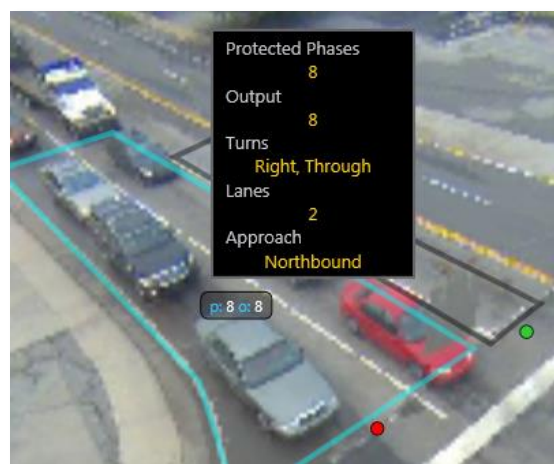 Protected Phases
8
Output
8
Turns
Right, Through
Lanes
2
Approach
Northbound
p: 8 o: 8